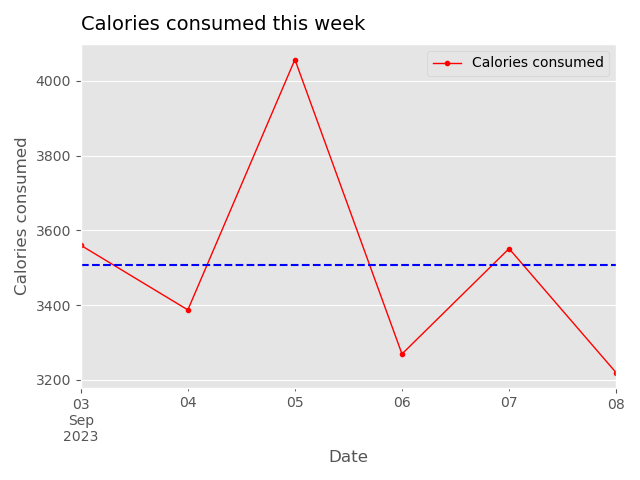 Calories consumed this week
Calories consumed
4000
3800
3600
3400
3200
Calories consumed
03 04 05 06 07 08
Sep
2023
Date